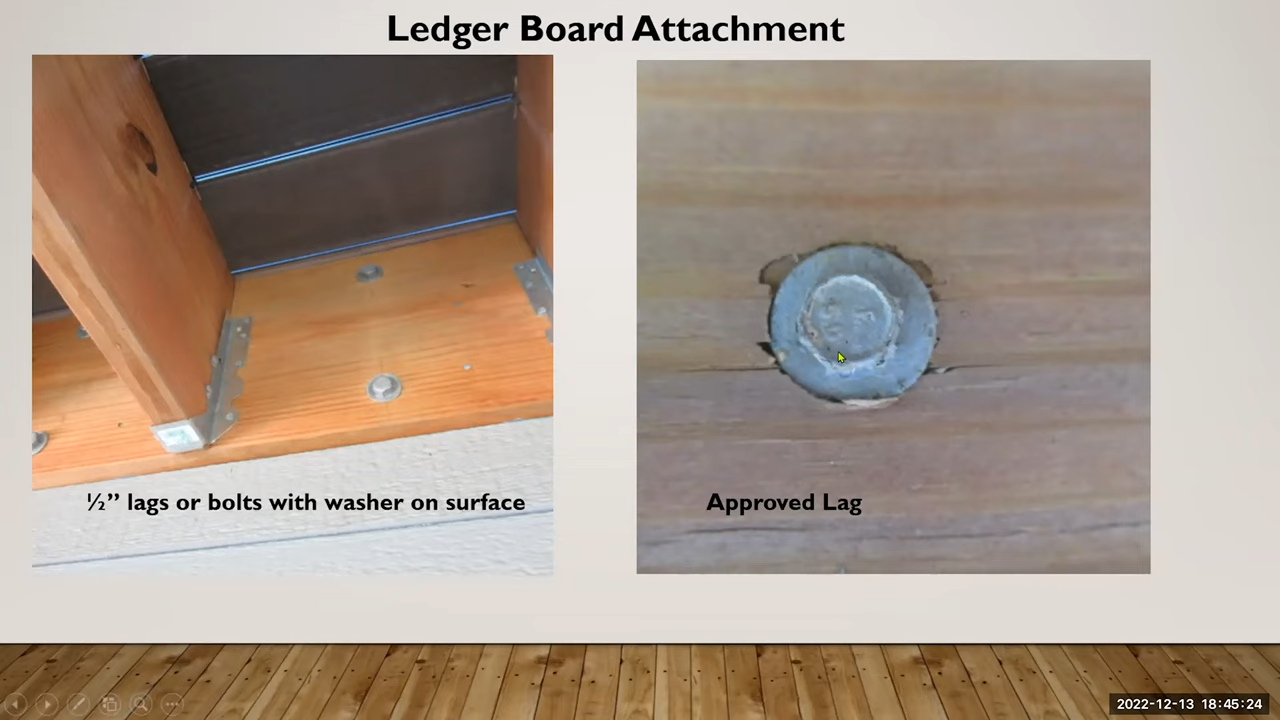 Ledger Board Attachment
½” lags or bolts with washer on surface
Approved Lag
2022-12-13 18:45:24